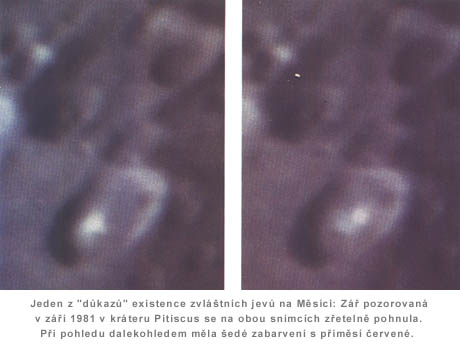 Jeden z "důkazů" existence zvláštních jevů na Měsíci: Zář pozorovaná
v září 1981 v kráteru Pitiscus se na obou snímcích zřetelně pohnula.
Při pohledu dalekohledem měla šedé zabarvení s příměsí červené.